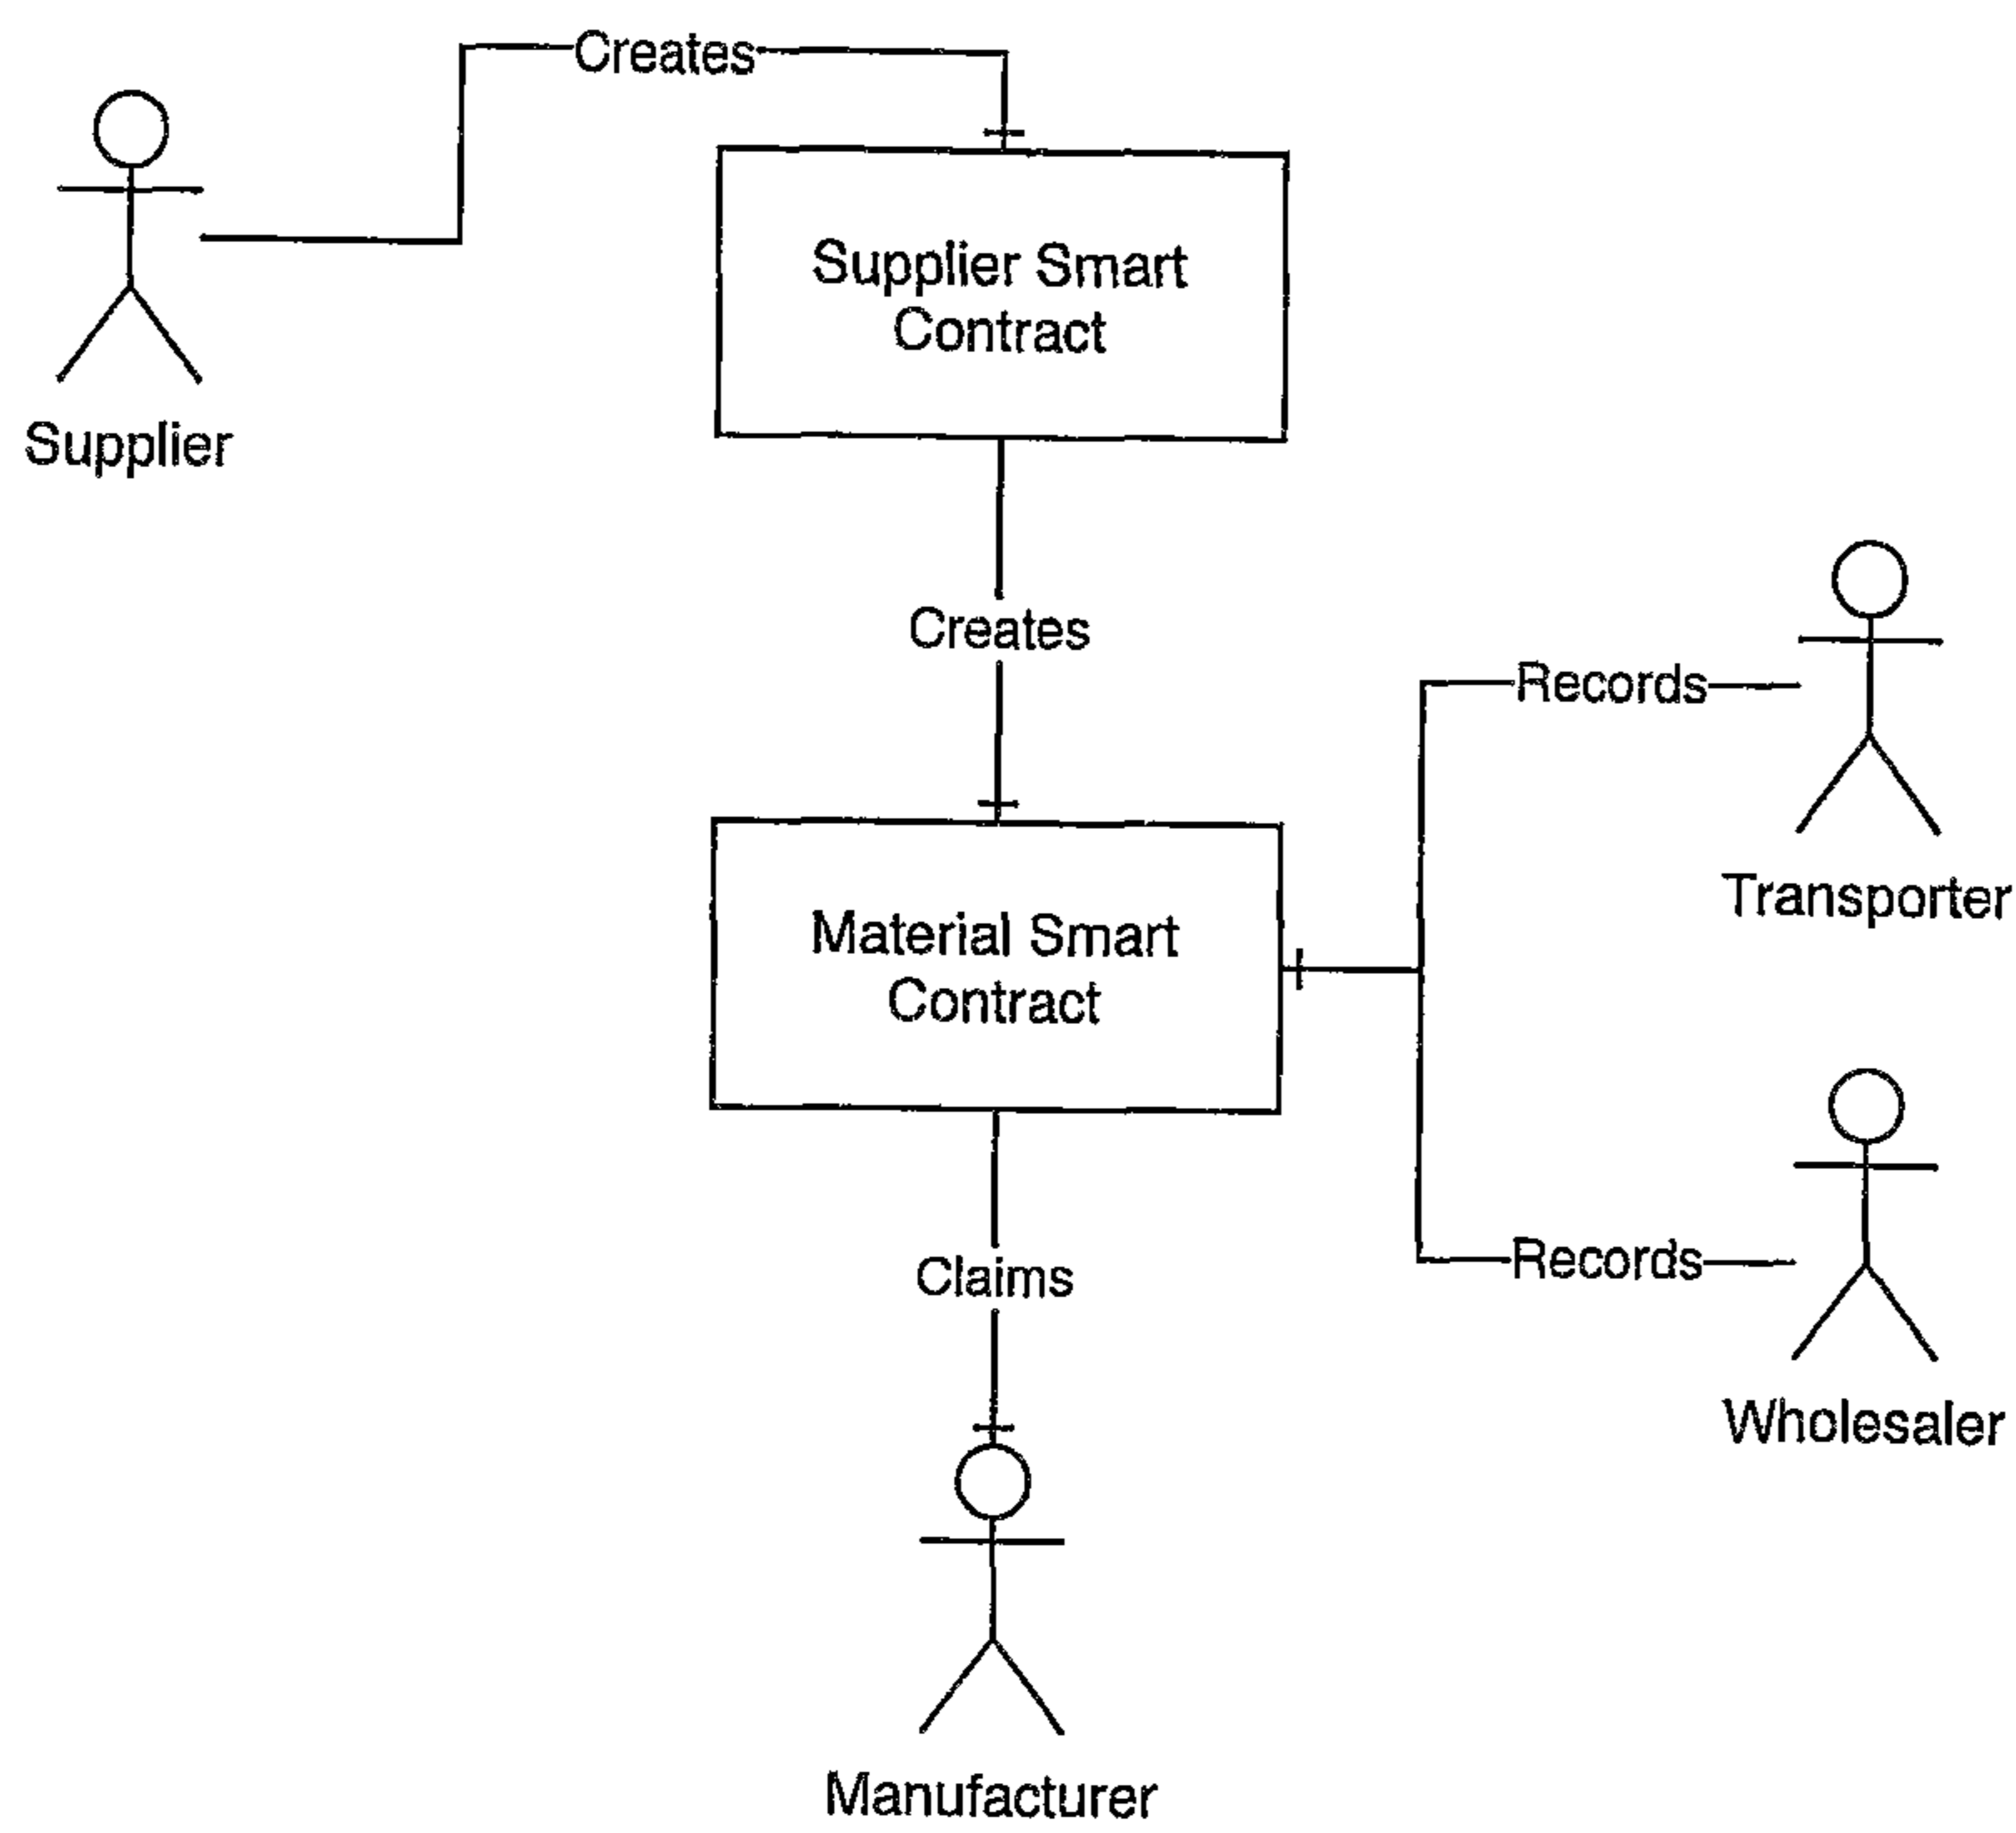 Creates
Supplier Smart
Contract
Supplier
Creates
Records
Transporter
Material Smart
Contract
Records
Claims
Wholesaler
Manufacturer